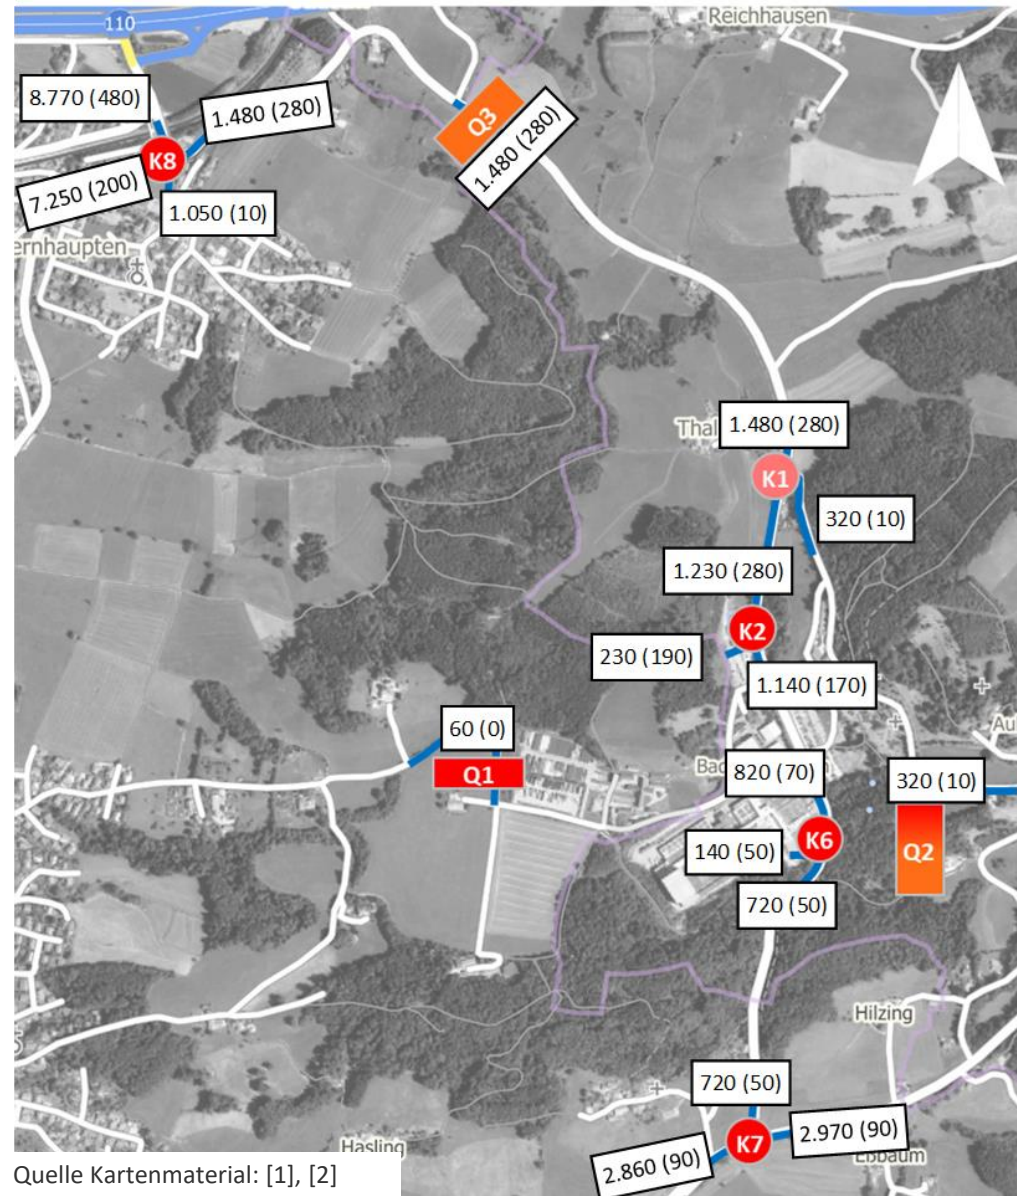 110
Reichhausen
8.770 (480)
1.480 (280)
Q3
K8
1.480 (280)
7.250 (200)
1.050 (10)
ernhaupten
1.480 (280)
Thal
K1
320 (10)
1.230 (280)
K2
230 (190)
1.140 (170)
60 (0)
Au
Bad
820 (70)
320 (10)
Q1
K6
140 (50)
Q2
720 (50)
Hilzing
720 (50)
2.970 (90)
K7
Hasling
2.860 (90)
Eßbaum
Quelle Kartenmaterial: [1], [2]